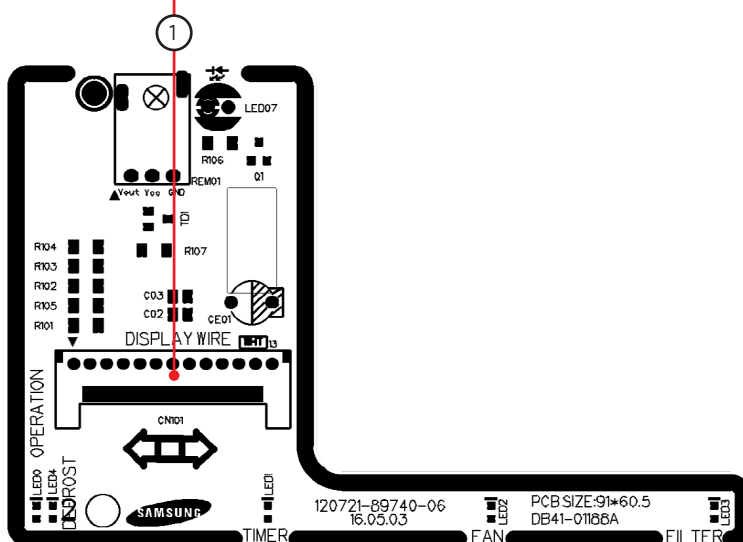 1
LED07
R106
Q1
REM01
Vout Vcc GND
TD1
R104
R107
R103
R102
C03
R105
C02
CE01
R101
DISPLAY WIRE WHT 13
OPERATION
CN101
LED0
LED4
DEFROST
SAMSUNG
LED1
TIMER
120721-89740-06
16.05.03
LED2
FAN
PCB SIZE:91*60.5
DB41-01188A
LED3
FILTER